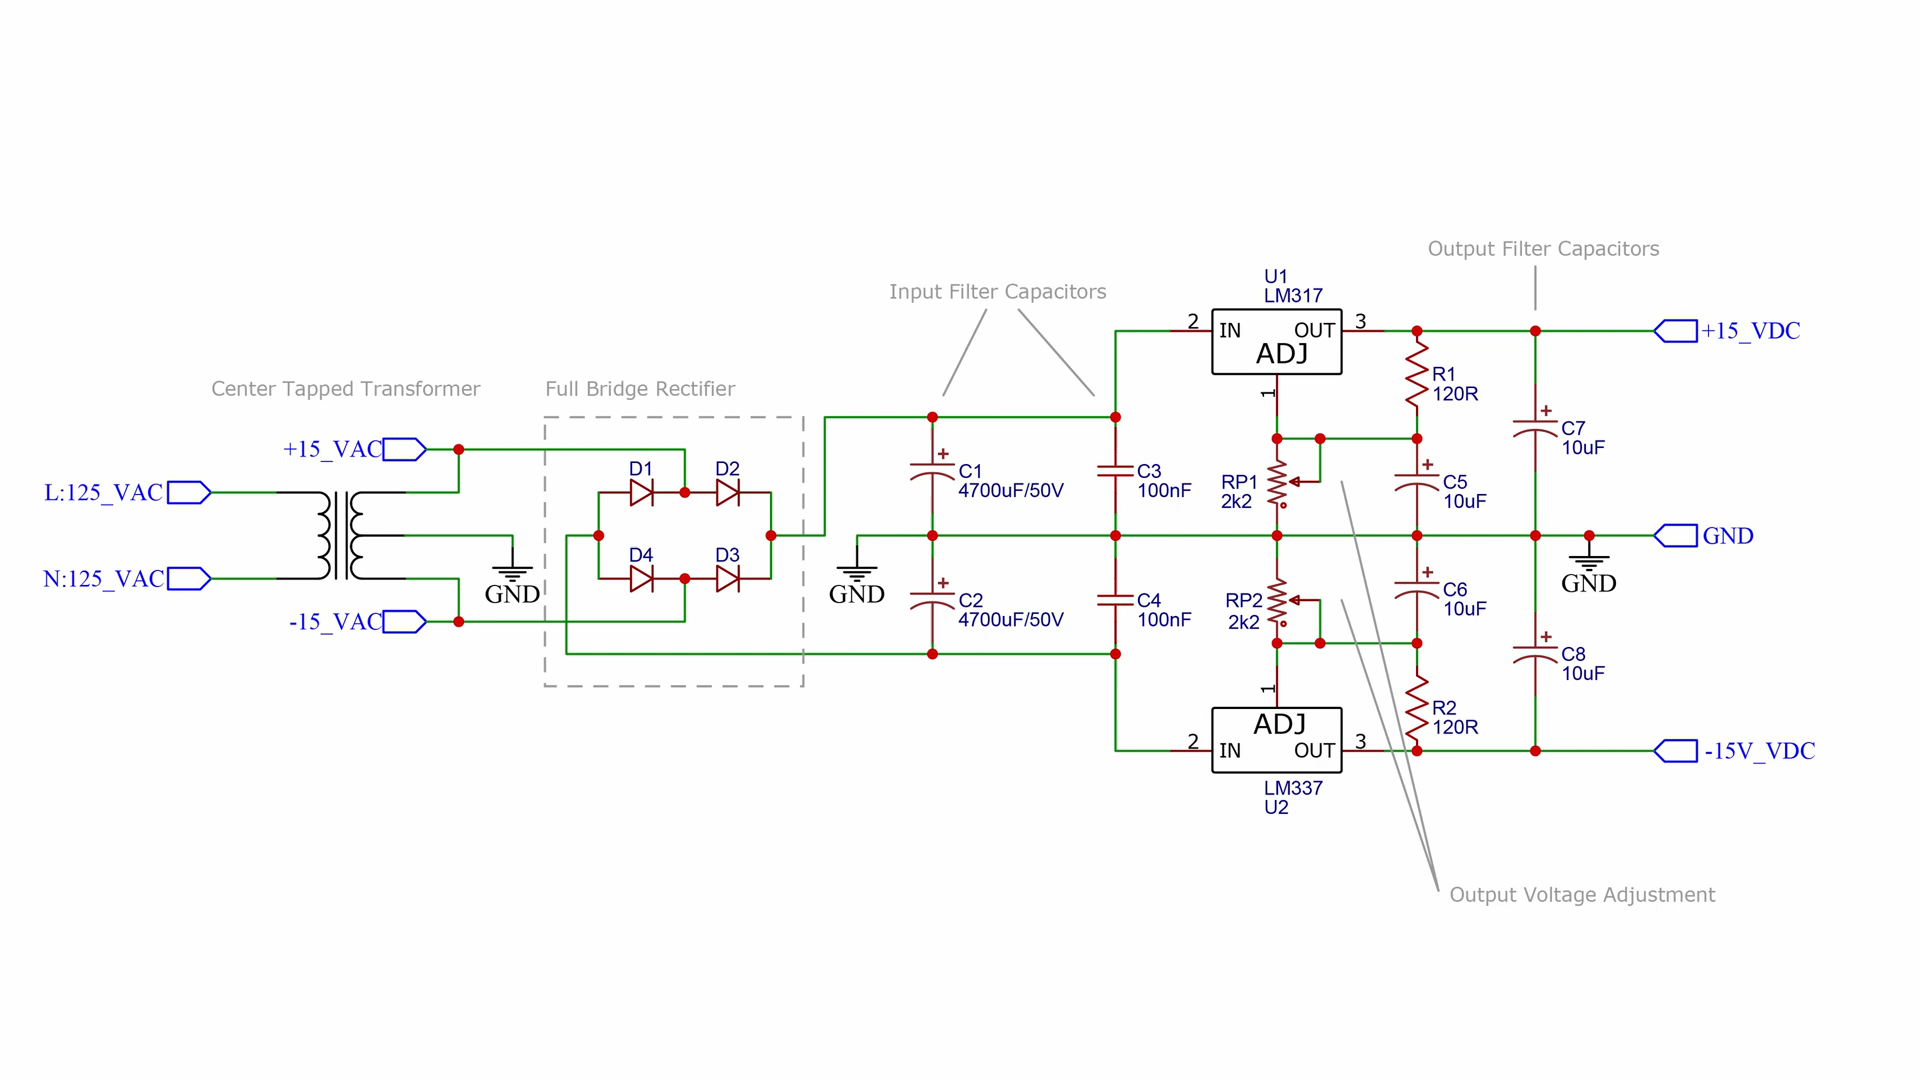 Output Filter Capacitors
U1
LM317
Input Filter Capacitors
2
IN
OUT
3
ADJ
1
+15_VDC
Center Tapped Transformer
Full Bridge Rectifier
R1
120R
+15_VAC
L:125_VAC
N:125_VAC
-15_VAC
GND
D1
D2
D4
D3
GND
C1
4700uF/50V
C3
100nF
RP1
2k2
C5
10uF
C7
10uF
GND
GND
C2
4700uF/50V
C4
100nF
RP2
2k2
C6
10uF
C8
10uF
1
ADJ
2
IN
OUT
3
R2
120R
-15V_VDC
LM337
U2
Output Voltage Adjustment